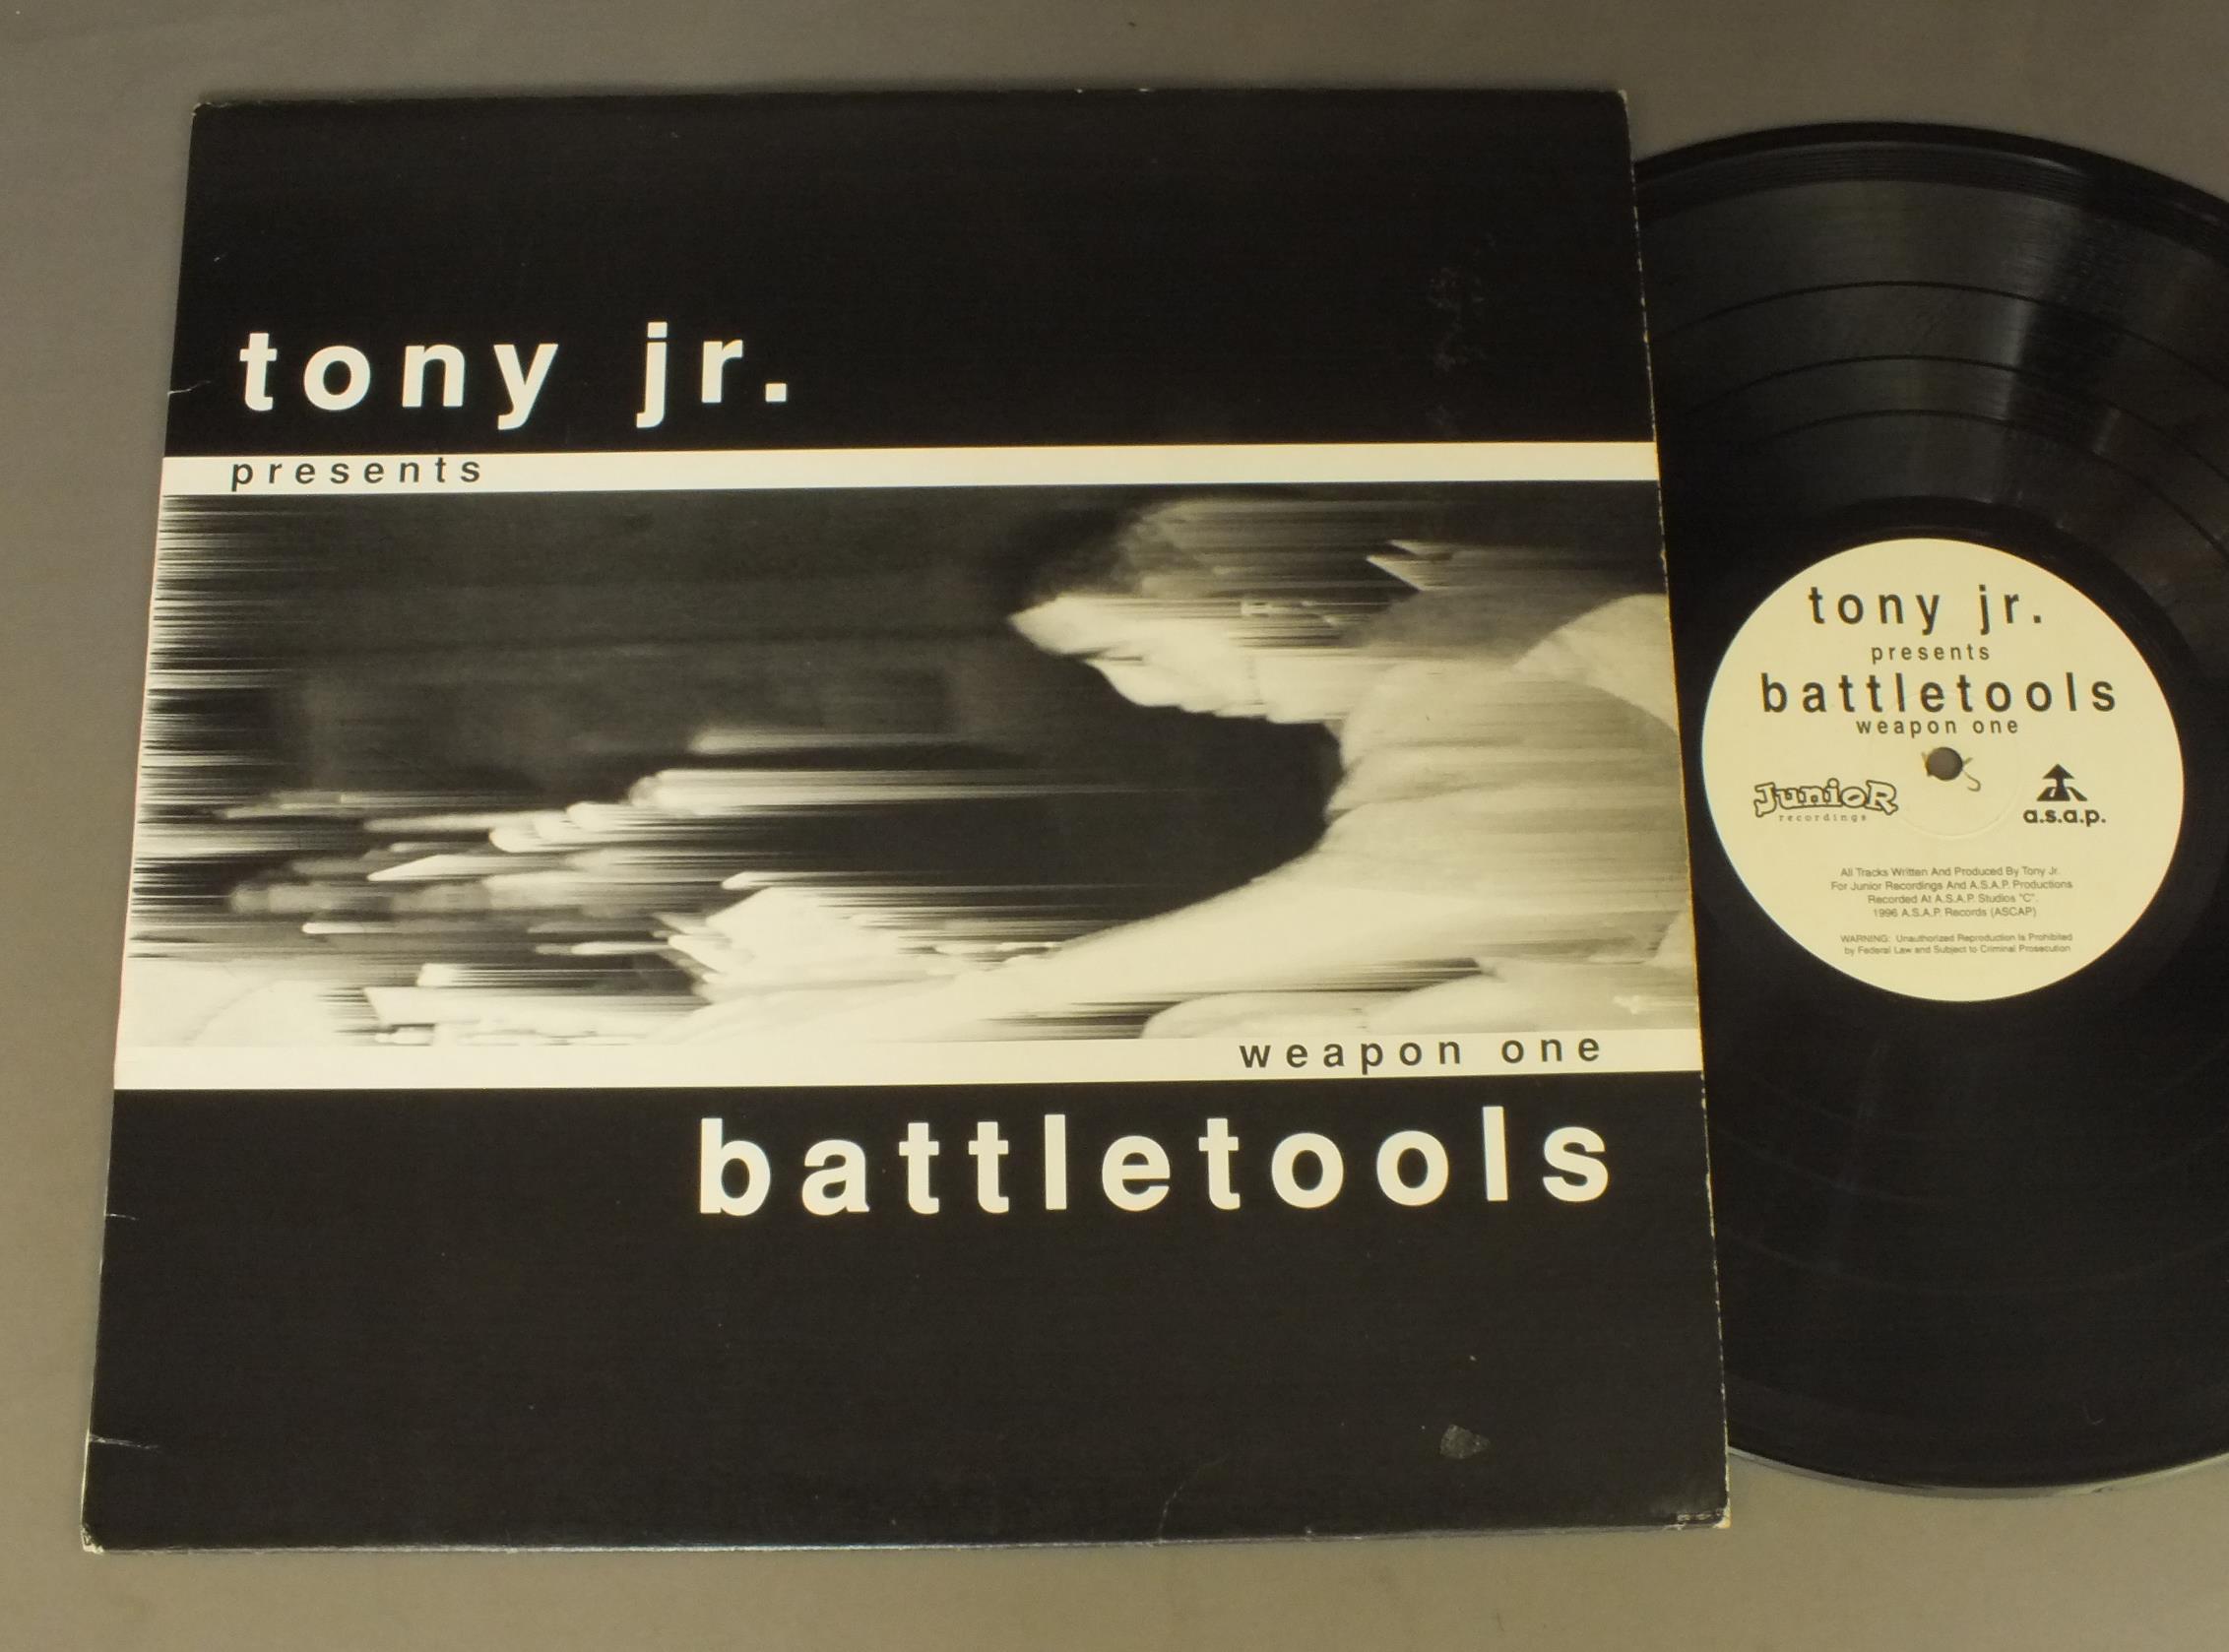 tony jr.
presents
weapon one
battletools
tony jr.
presents
battletools
weapon one
JunioR
recordings
a.s.a.p.
All Tracks Written And Produced By Tony Jr.
For Junior Recordings And A.S.A.P. Productions
Recorded At A.S.A.P. Studios "C".
1996 A.S.A.P. Records (ASCAP)
WARNING: Unauthorized Reproduction Is Prohibited
by Federal Law and Subject to Criminal Prosecution